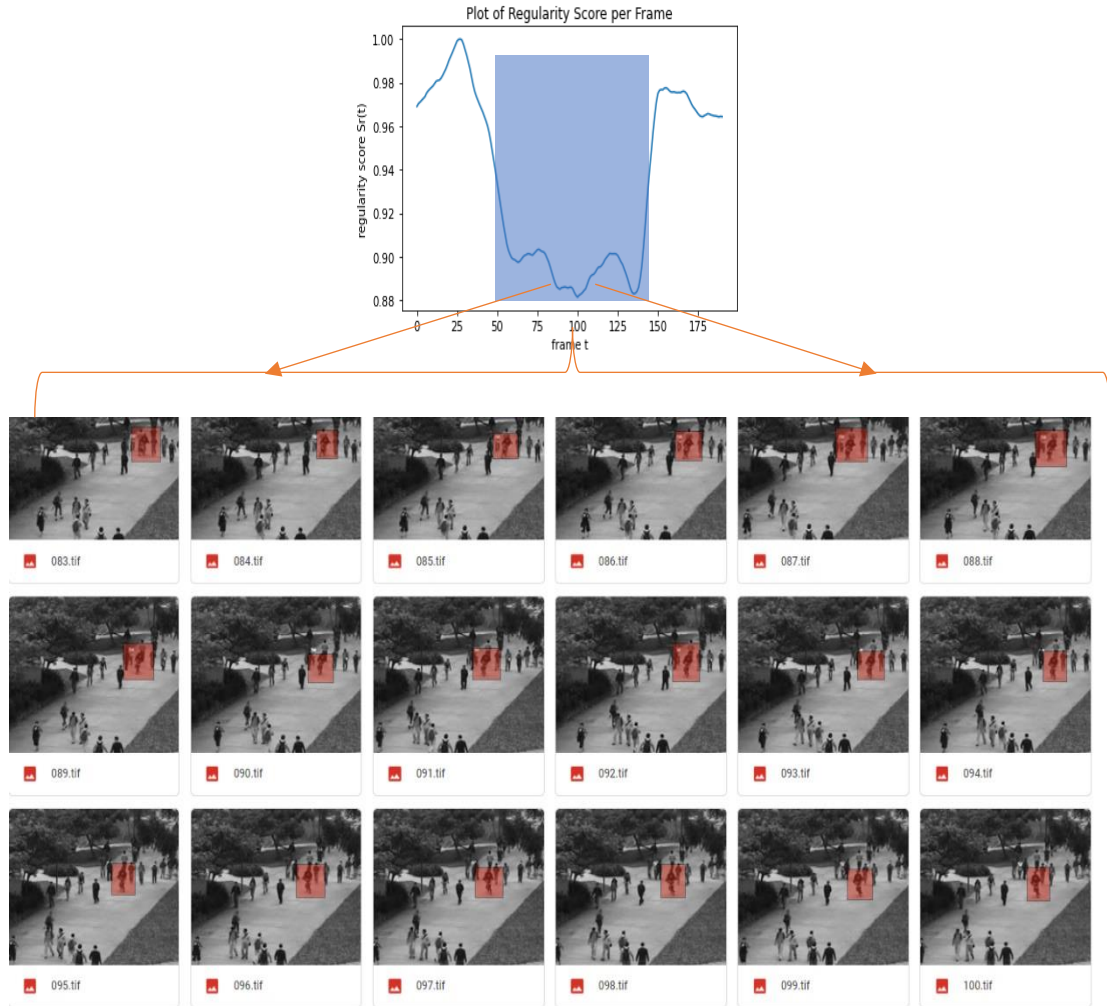 Plot of Regularity Score per Frame
1.00
0.98
0.96
0.94
0.92
0.90
0.88
regularity score Sr(t)
0 25 50 75 100 125 150 175
frame t
083.tif 084.tif 085.tif 086.tif 087.tif 088.tif
089.tif 090.tif 091.tif 092.tif 093.tif 094.tif
095.tif 096.tif 097.tif 098.tif 099.tif 100.tif